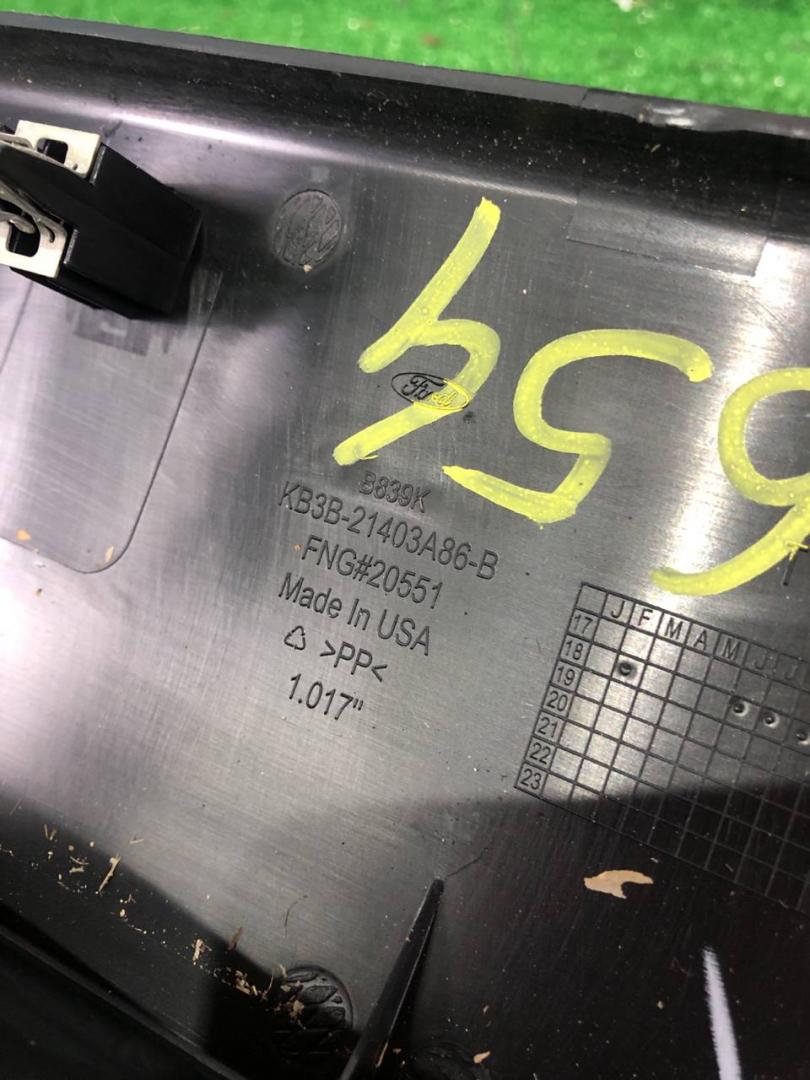 Ford
B839K
KB3B-21403A86-B
FNG#20551
Made In USA
>PP<
1.017"
J F M A M J J
17
18
19
20
21
22
23